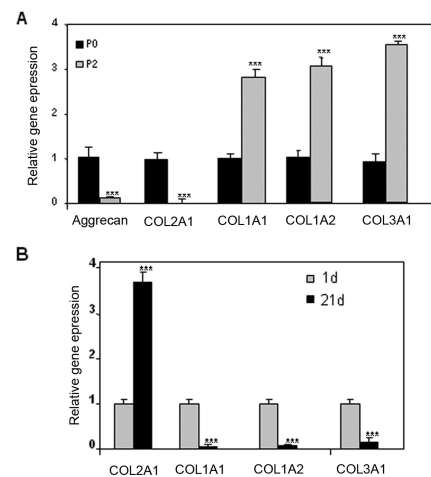 A
Relative gene epression
4
3
2
1
0
P0
P2
***
***
***
***
***
Aggrecan COL2A1 COL1A1 COL1A2 COL3A1
B
Relative gene epression
4
3
2
1
0
1d
21d
***
***
***
***
COL2A1 COL1A1 COL1A2 COL3A1